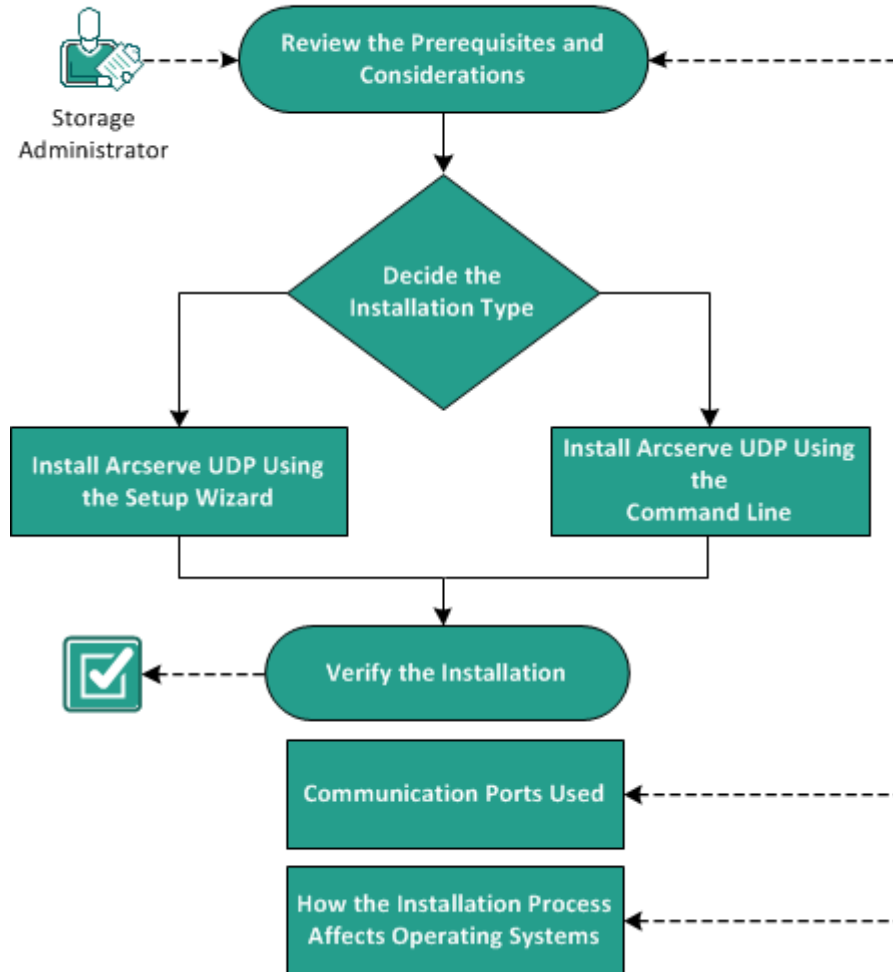 Review the Prerequisites and
Considerations
Storage
Administrator
Decide the
Installation Type
Install Arcserve UDP Using
the Setup Wizard
Install Arcserve UDP Using
the
Command Line
Verify the Installation
Communication Ports Used
How the Installation Process
Affects Operating Systems